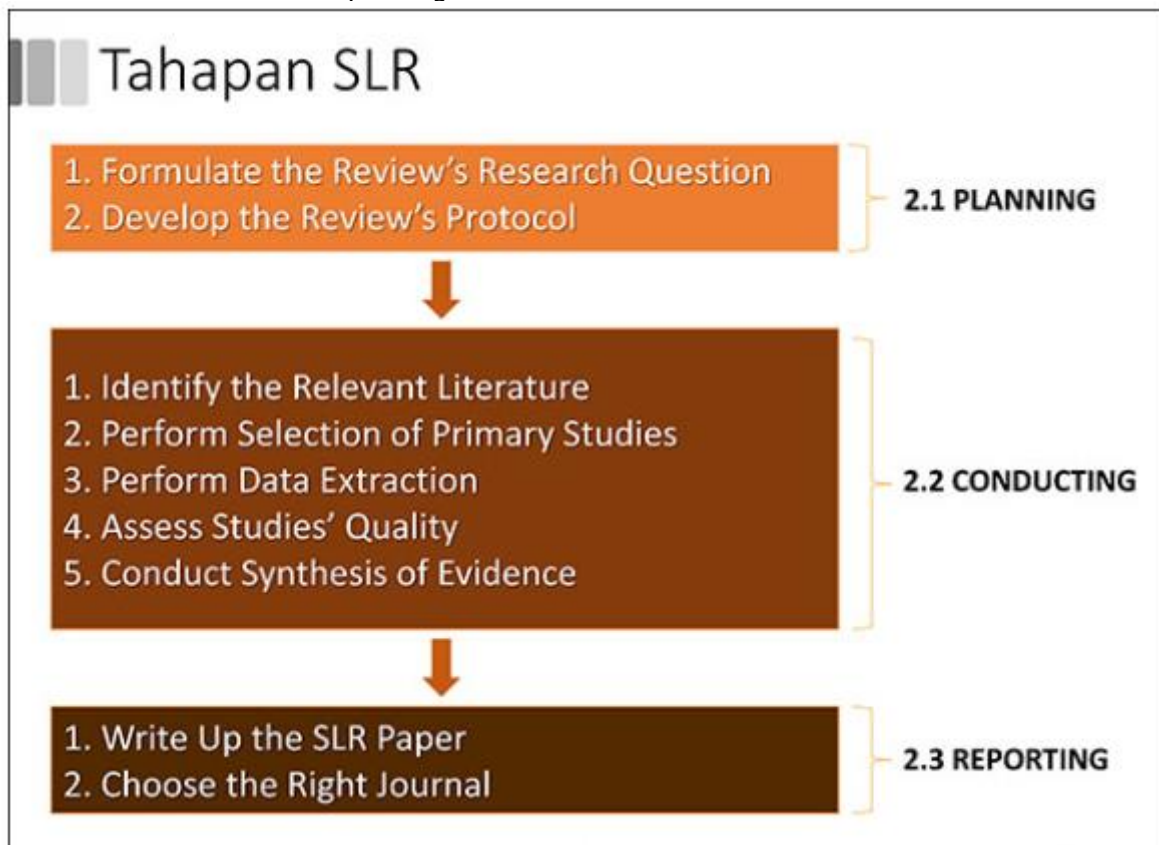 Tahapan SLR
1. Formulate the Review's Research Question
2. Develop the Review's Protocol
2.1 PLANNING
1. Identify the Relevant Literature
2. Perform Selection of Primary Studies
3. Perform Data Extraction
4. Assess Studies' Quality
5. Conduct Synthesis of Evidence
2.2 CONDUCTING
1. Write Up the SLR Paper
2. Choose the Right Journal
2.3 REPORTING